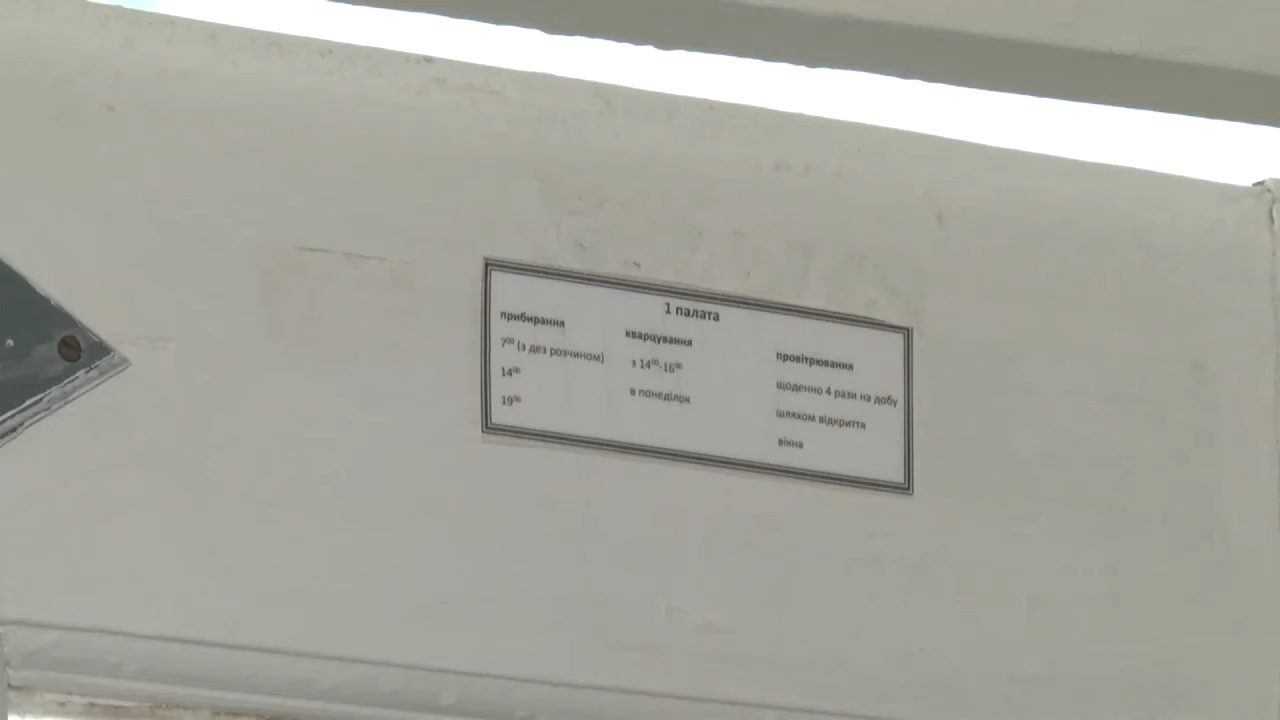 1 палата
прибирання
7⁰⁰ (з дез розчином)
14⁰⁰
19⁰⁰
кварцування
з 14⁰⁰-16⁰⁰
в понеділок
провітрювання
щоденно 4 рази на добу
шляхом відкриття
вікна